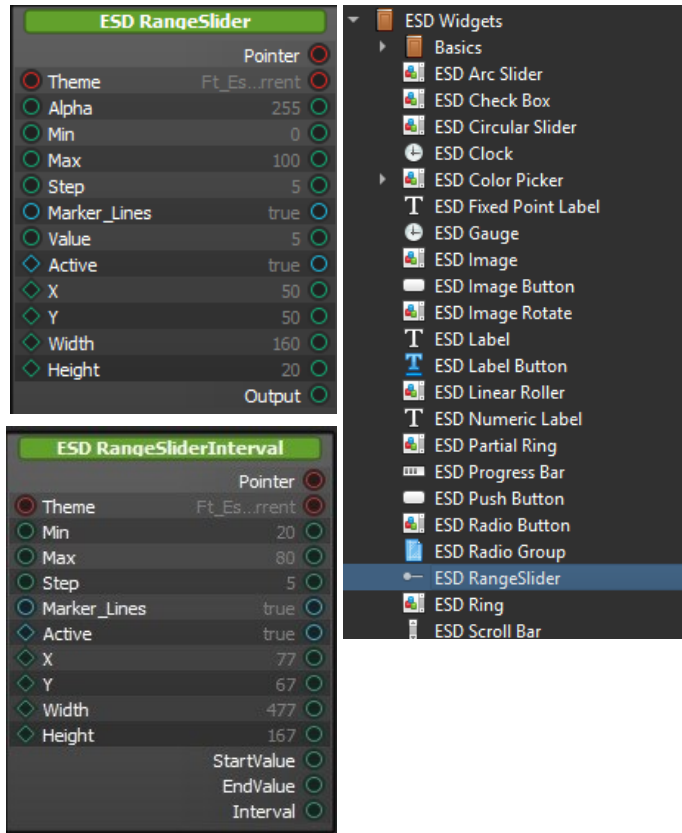 ESD RangeSlider
Pointer
Theme Ft_Es...rrent
Alpha 255
Min 0
Max 100
Step 5
Marker_Lines true
Value 5
Active true
X 50
Y 50
Width 160
Height 20
Output
ESD RangeSliderInterval
Pointer
Theme Ft_Es...rrent
Min 20
Max 80
Step 5
Marker_Lines true
Active true
X 77
Y 67
Width 477
Height 167
StartValue
EndValue
Interval
ESD Widgets
Basics
ESD Arc Slider
ESD Check Box
ESD Circular Slider
ESD Clock
ESD Color Picker
ESD Fixed Point Label
ESD Gauge
ESD Image
ESD Image Button
ESD Image Rotate
ESD Label
ESD Label Button
ESD Linear Roller
ESD Numeric Label
ESD Partial Ring
ESD Progress Bar
ESD Push Button
ESD Radio Button
ESD Radio Group
ESD RangeSlider
ESD Ring
ESD Scroll Bar